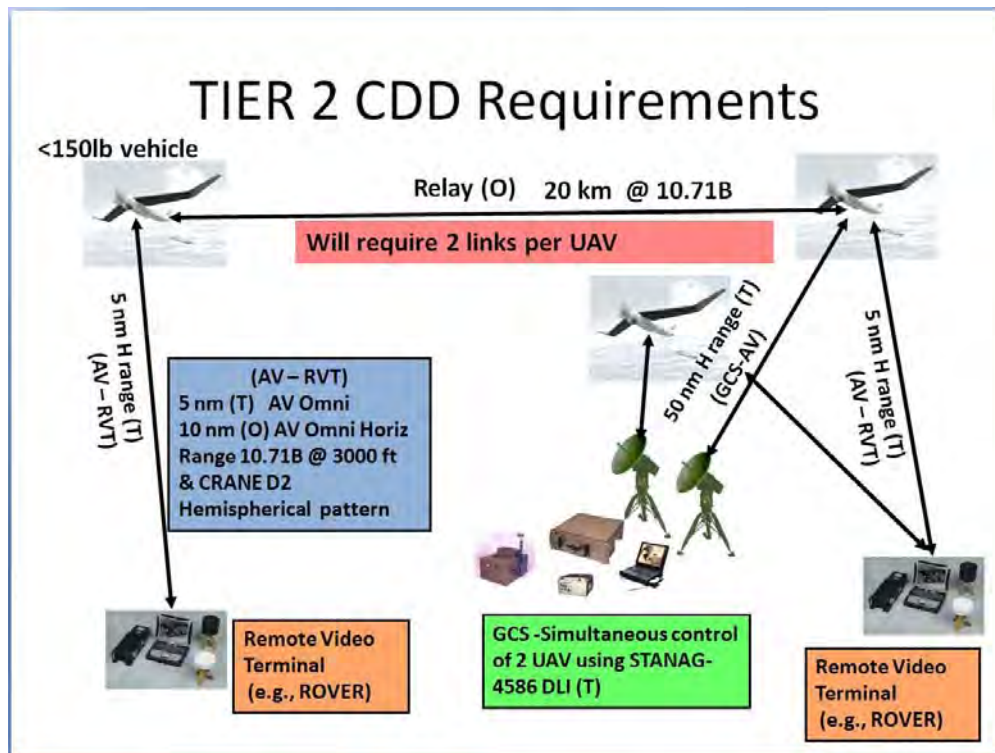 TIER 2 CDD Requirements
<150lb vehicle
Relay (O) 20 km @ 10.71B
Will require 2 links per UAV
5 nm H range (T)
(AV – RVT)
(AV – RVT)
5 nm (T) AV Omni
10 nm (O) AV Omni Horiz
Range 10.71B @ 3000 ft
& CRANE D2
Hemispherical pattern
50 nm H range (T)
(GCS-AV)
5 nm H range (T)
(AV – RVT)
Remote Video
Terminal
(e.g., ROVER)
GCS -Simultaneous control
of 2 UAV using STANAG-
4586 DLI (T)
Remote Video
Terminal
(e.g., ROVER)